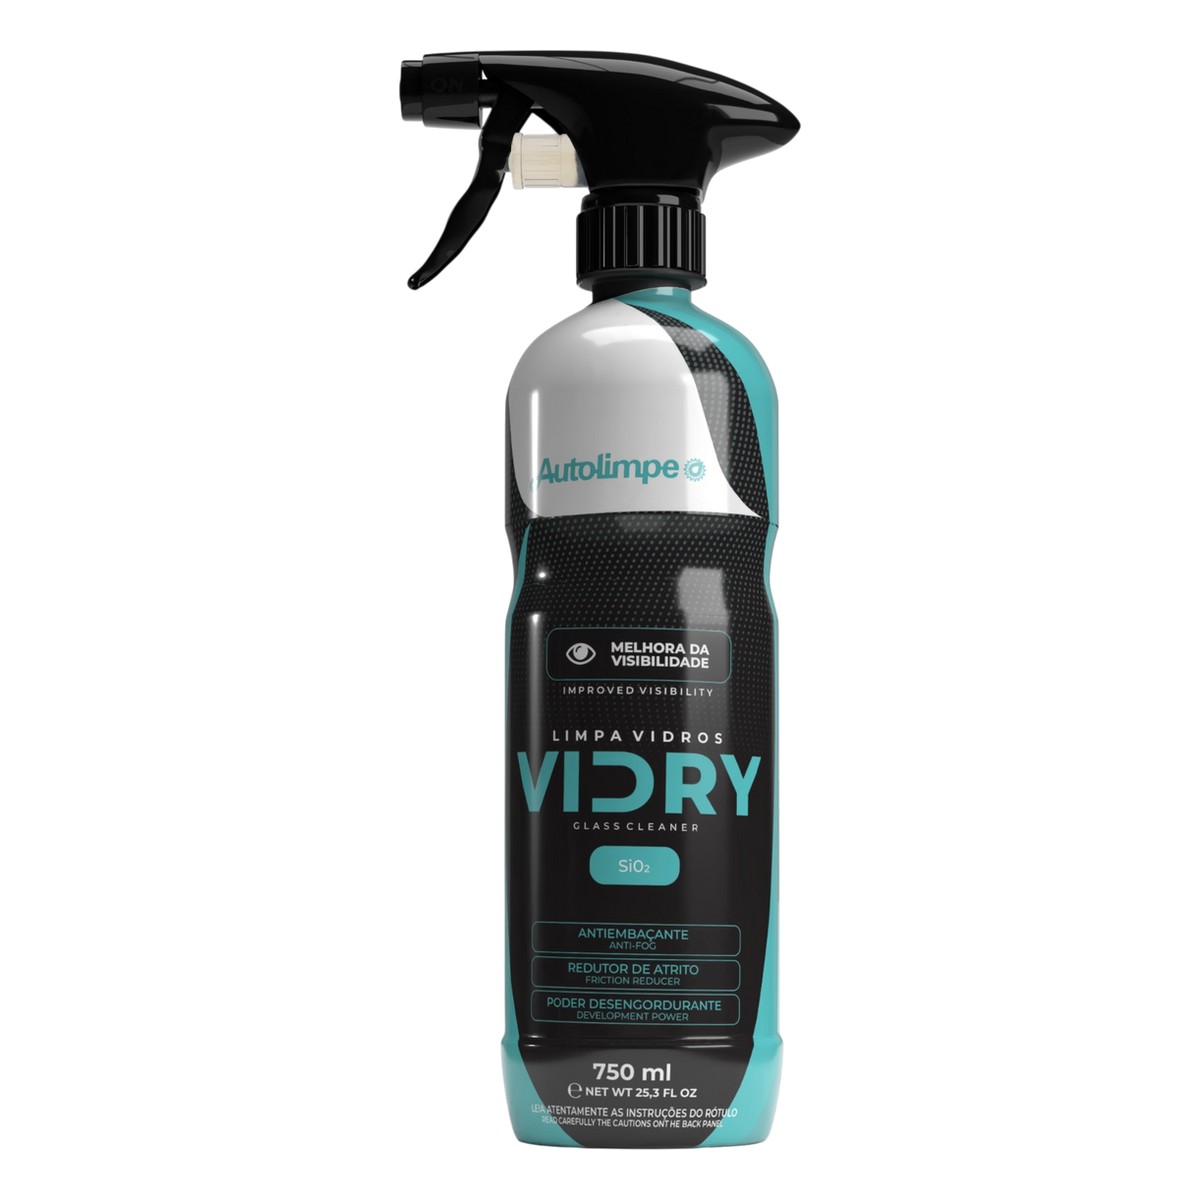 ON
Autolimpe
MELHORA DA
VISIBILIDADE
IMPROVED VISIBILITY
LIMPA VIDROS
VIDRY
GLASS CLEANER
SiO₂
ANTIEMBAÇANTE
ANTI-FOG
REDUTOR DE ATRITO
FRICTION REDUCER
PODER DESENGORDURANTE
DEVELOPMENT POWER
750 ml
℮ NET WT 25,3 FL OZ
LEIA ATENTAMENTE AS INSTRUÇÕES DO RÓTULO
READ CAREFULLY THE CAUTIONS ONT HE BACK PANEL